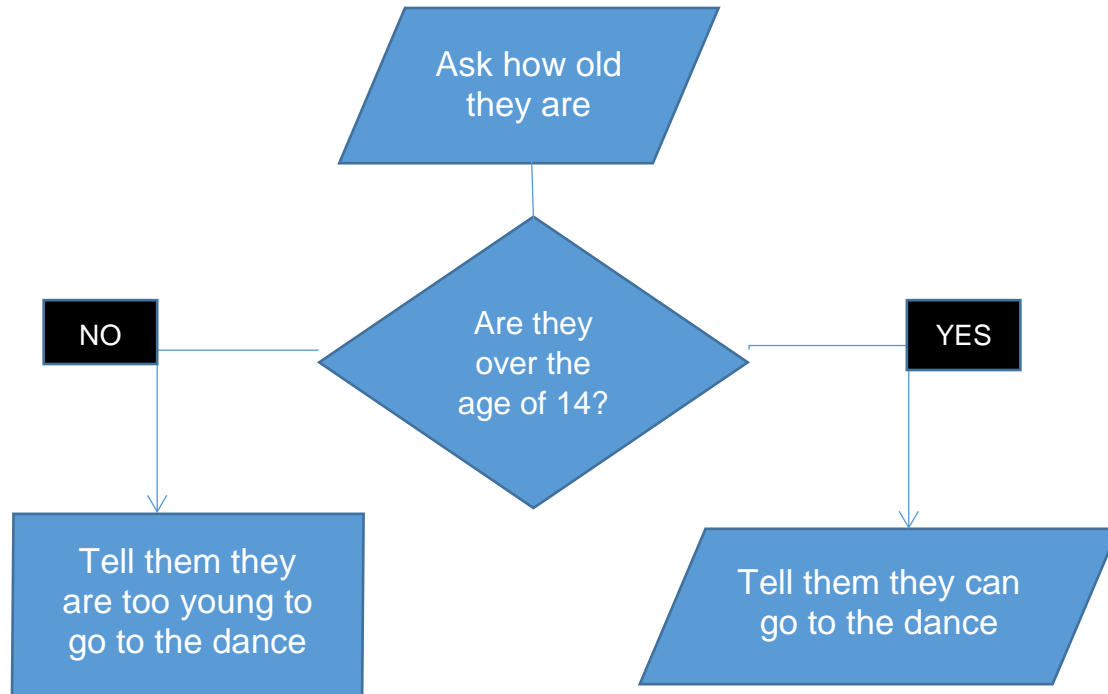 Ask how old
they are
NO
Are they
over the
age of 14?
YES
Tell them they
are too young to
go to the dance
Tell them they can
go to the dance